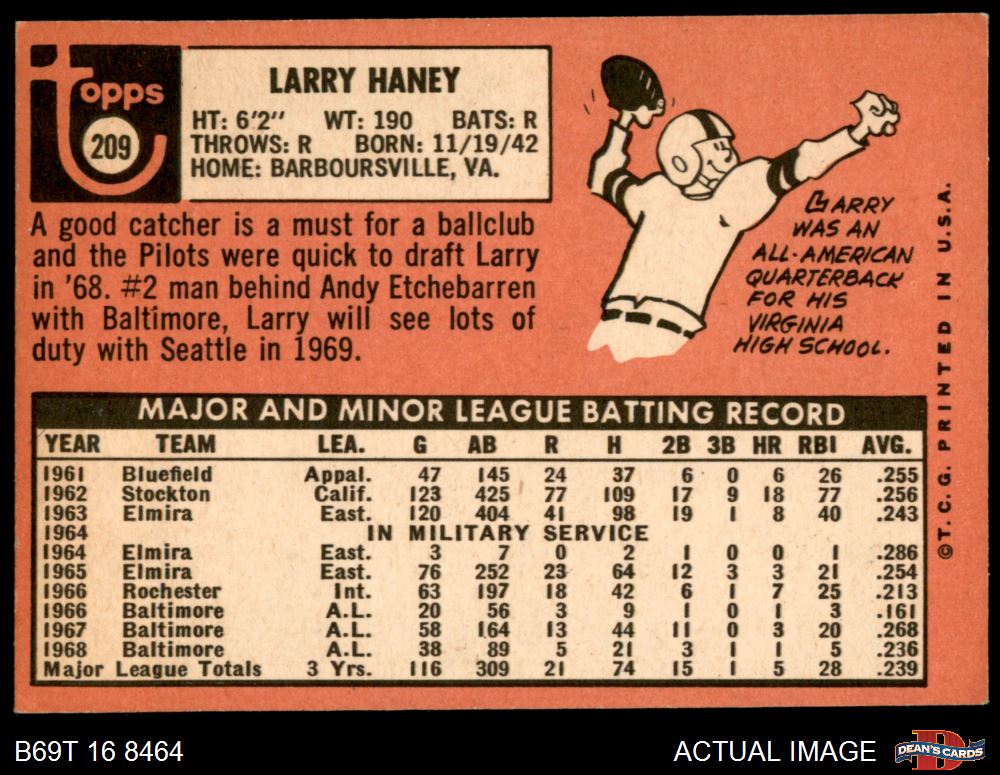 Topps
209
LARRY HANEY
HT: 6'2" WT: 190 BATS: R
THROWS: R BORN: 11/19/42
HOME: BARBOURSVILLE, VA.
A good catcher is a must for a ballclub
and the Pilots were quick to draft Larry
in '68. #2 man behind Andy Etchebarren
with Baltimore, Larry will see lots of
duty with Seattle in 1969.
LARRY
WAS AN
ALL-AMERICAN
QUARTERBACK
FOR HIS
VIRGINIA
HIGH SCHOOL.
©T. C. G. PRINTED IN U.S.A.
MAJOR AND MINOR LEAGUE BATTING RECORD
YEAR TEAM LEA. G AB R H 2B 3B HR RBI AVG.
1961 Bluefield Appal. 47 145 24 37 6 0 6 26 .255
1962 Stockton Calif. 123 425 77 109 17 9 18 77 .256
1963 Elmira East. 120 404 41 98 19 1 8 40 .243
1964 IN MILITARY SERVICE
1964 Elmira East. 3 7 0 2 1 0 0 1 .286
1965 Elmira East. 76 252 23 64 12 3 3 21 .254
1966 Rochester Int. 63 197 18 42 6 1 7 25 .213
1966 Baltimore A.L. 20 56 3 9 1 0 1 3 .161
1967 Baltimore A.L. 58 164 13 44 11 0 3 20 .268
1968 Baltimore A.L. 38 89 5 21 3 1 1 5 .236
Major League Totals 3 Yrs. 116 309 21 74 15 1 5 28 .239
B69T 16 8464
ACTUAL IMAGE
DEAN'S CARDS